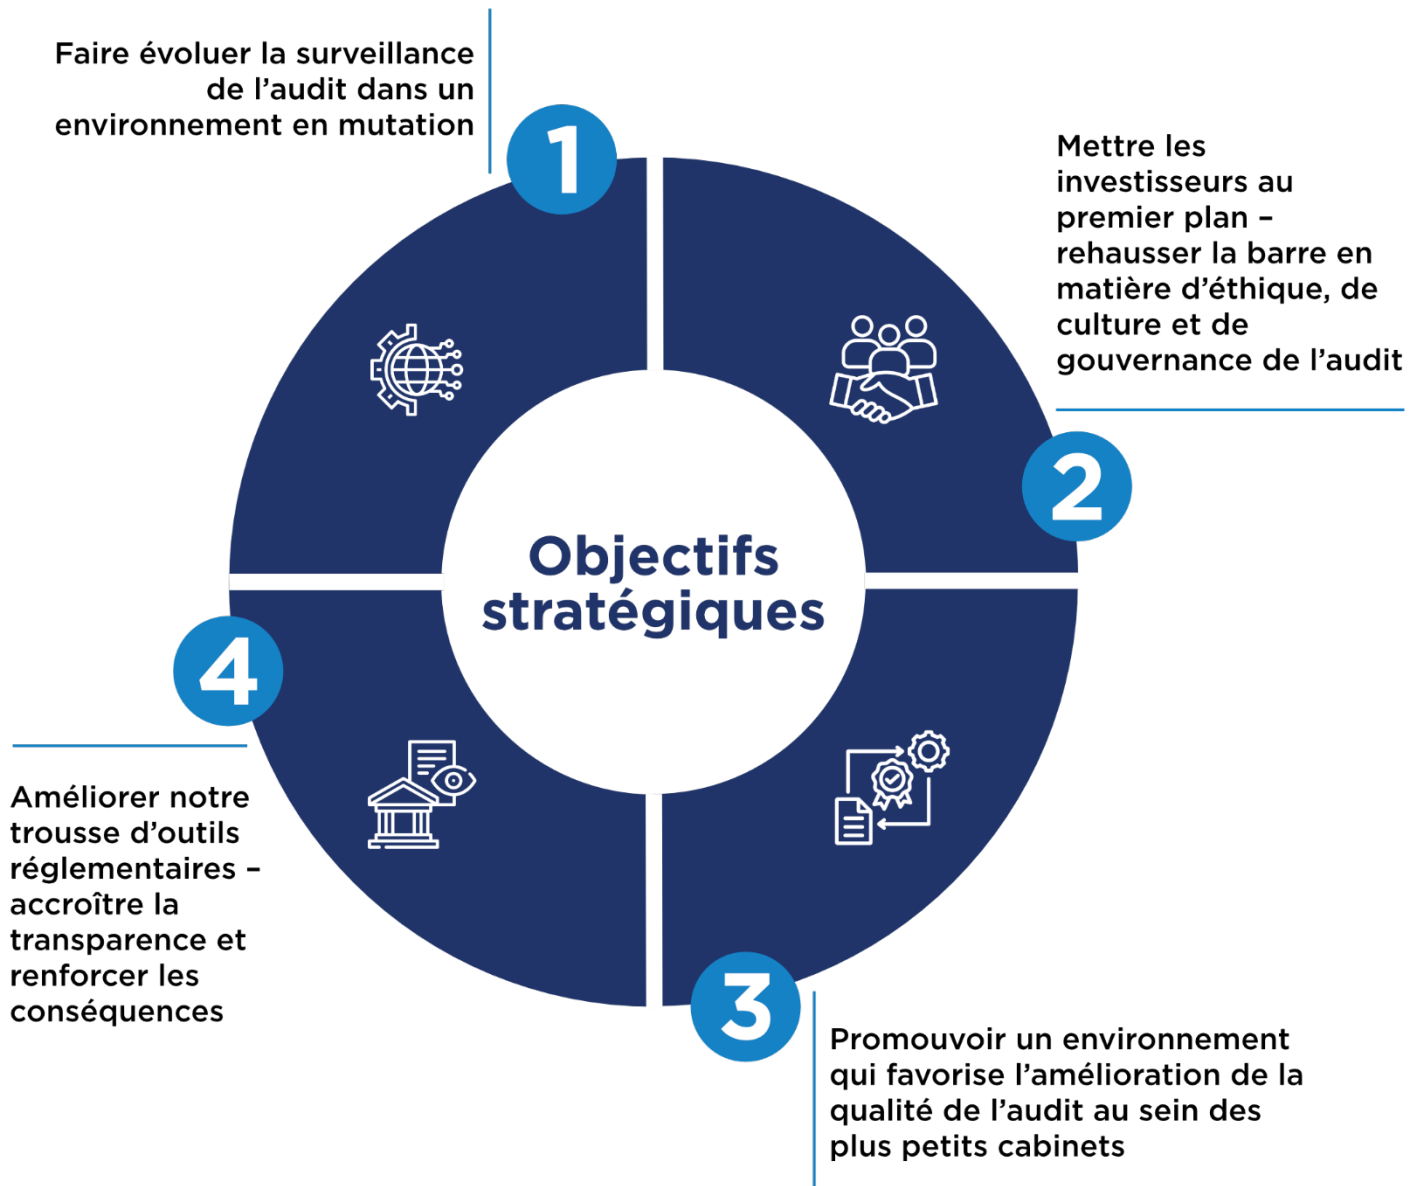 Faire évoluer la surveillance
de l’audit dans un
environnement en mutation
1
Mettre les
investisseurs au
premier plan –
rehausser la barre en
matière d’éthique, de
culture et de
gouvernance de l’audit
2
Objectifs
stratégiques
4
Améliorer notre
trousse d’outils
réglementaires –
accroître la
transparence et
renforcer les
conséquences
3
Promouvoir un environnement
qui favorise l’amélioration de la
qualité de l’audit au sein des
plus petits cabinets